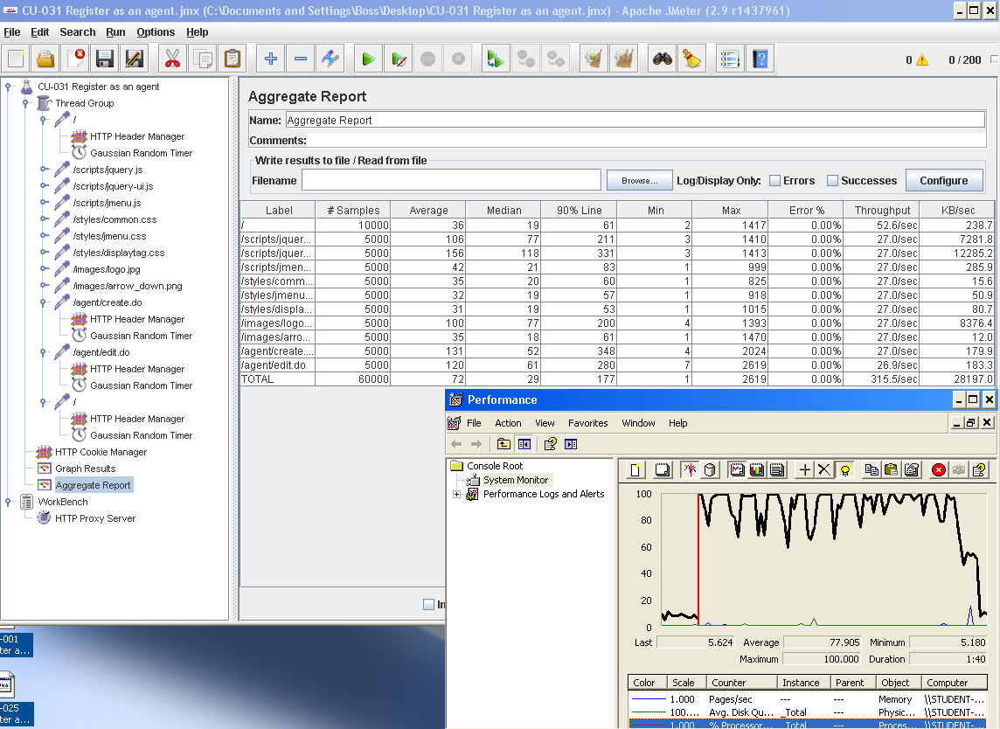 CU-031 Register as an agent.jmx (C:\Documents and Settings\Boss\Desktop\CU-031 Register as an agent.jmx) - Apache JMeter (2.9 r1437961)
File Edit Search Run Options Help
0 0 / 200
CU-031 Register as an agent
Thread Group
/
HTTP Header Manager
Gaussian Random Timer
/scripts/jquery.js
/scripts/jquery-ui.js
/scripts/jmenu.js
/styles/common.css
/styles/jmenu.css
/styles/displaytag.css
/images/logo.jpg
/images/arrow_down.png
/agent/create.do
HTTP Header Manager
Gaussian Random Timer
/agent/edit.do
HTTP Header Manager
Gaussian Random Timer
/
HTTP Header Manager
Gaussian Random Timer
HTTP Cookie Manager
Graph Results
Aggregate Report
WorkBench
HTTP Proxy Server
Aggregate Report
Name: Aggregate Report
Comments:
Write results to file / Read from file
Filename Browse... Log/Display Only: Errors Successes Configure
Label # Samples Average Median 90% Line Min Max Error % Throughput KB/sec
/ 10000 36 19 61 2 1417 0.00% 52.6/sec 238.7
/scripts/jquer... 5000 106 77 211 3 1410 0.00% 27.0/sec 7281.8
/scripts/jquer... 5000 156 118 331 3 1413 0.00% 27.0/sec 12285.2
/scripts/jmen... 5000 42 21 83 1 999 0.00% 27.0/sec 285.9
/styles/comm... 5000 35 20 60 1 825 0.00% 27.0/sec 15.6
/styles/jmenu... 5000 32 19 57 1 918 0.00% 27.0/sec 50.9
/styles/displa... 5000 31 19 53 1 1015 0.00% 27.0/sec 80.7
/images/logo... 5000 100 77 200 4 1393 0.00% 27.0/sec 8376.4
/images/arro... 5000 35 18 61 1 1470 0.00% 27.0/sec 12.0
/agent/create.... 5000 131 52 348 4 2024 0.00% 27.0/sec 179.9
/agent/edit.do 5000 120 61 280 7 2619 0.00% 26.9/sec 183.3
TOTAL 60000 72 29 177 1 2619 0.00% 315.5/sec 28197.0
In
-001
ter a...
-025
ter a...
Performance
File Action View Favorites Window Help
Console Root
System Monitor
Performance Logs and Alerts
100
80
60
40
20
0
Last 5.624 Average 77.905 Minimum 5.180
Maximum 100.000 Duration 1:40
Color Scale Counter Instance Parent Object Computer
1.000 Pages/sec --- --- Memory \\STUDENT-...
100.... Avg. Disk Qu... _Total --- Physic... \\STUDENT-...
1.000 % Processor... _Total --- Proces... \\STUDENT-...